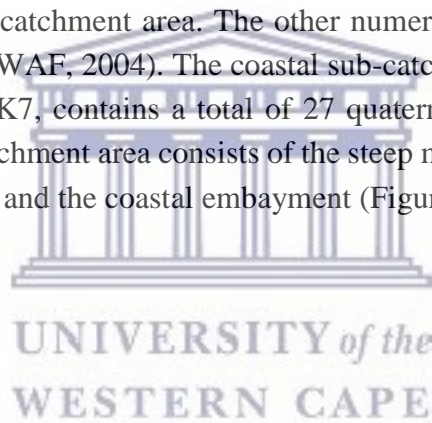 catchment area. The other numer
WAF, 2004). The coastal sub-catc
K7, contains a total of 27 quatern
chment area consists of the steep m
and the coastal embayment (Figur
UNIVERSITY of the
WESTERN CAPE